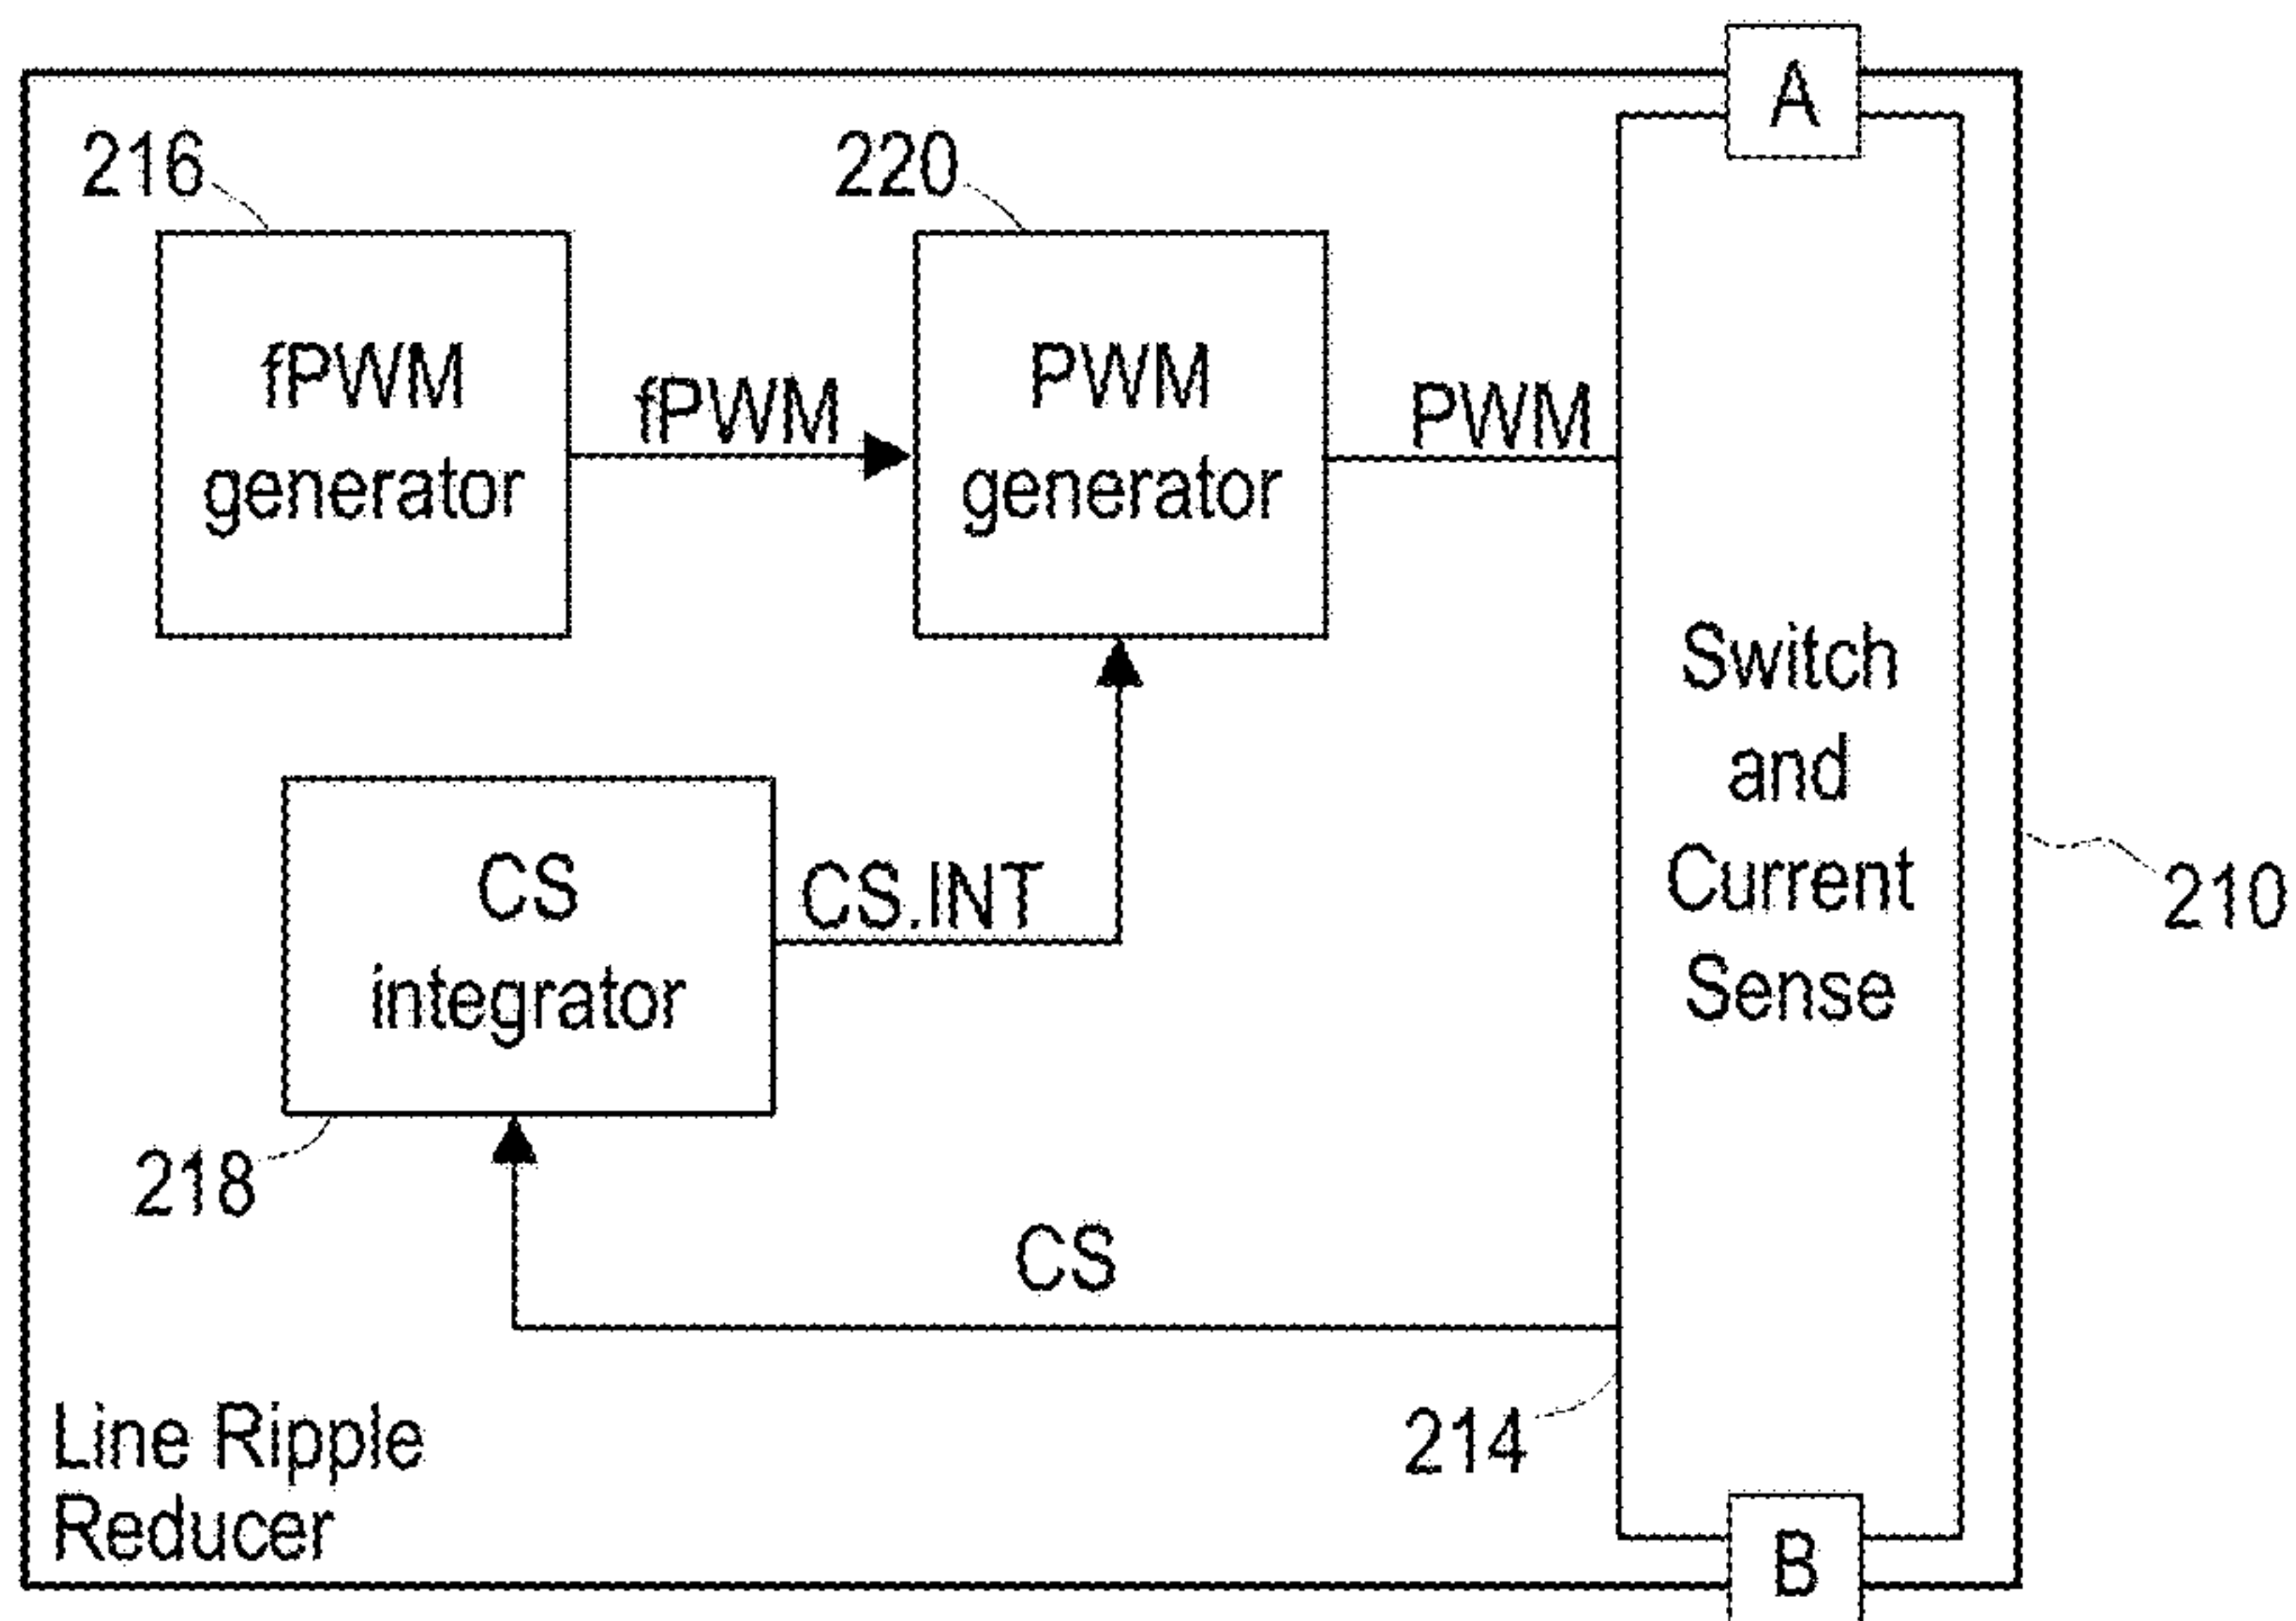 A
216
220
fPWM
generator
fPWM
PWM
generator
PWM
Switch
and
Current
Sense
210
CS
integrator
CS.INT
218
CS
214
Line Ripple
Reducer
B